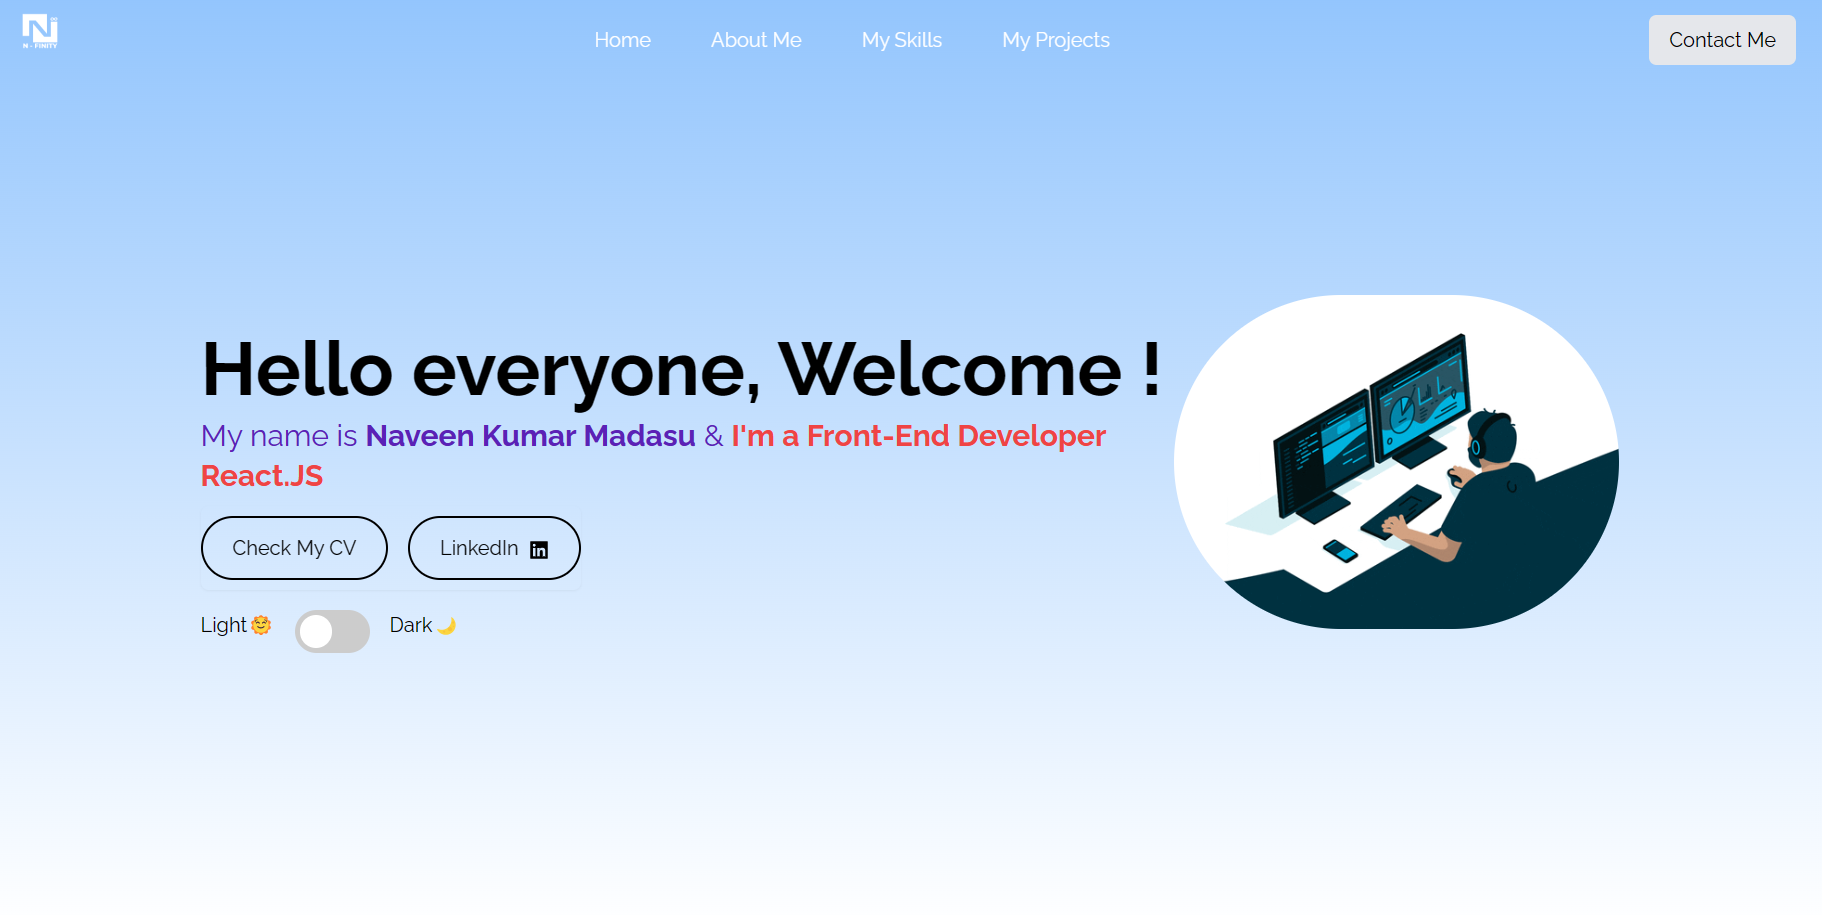 N - FINITY
Home
About Me
My Skills
My Projects
Contact Me
Hello everyone, Welcome !
My name is Naveen Kumar Madasu & I'm a Front-End Developer
React.JS
Check My CV
LinkedIn
Light🌞
Dark🌙